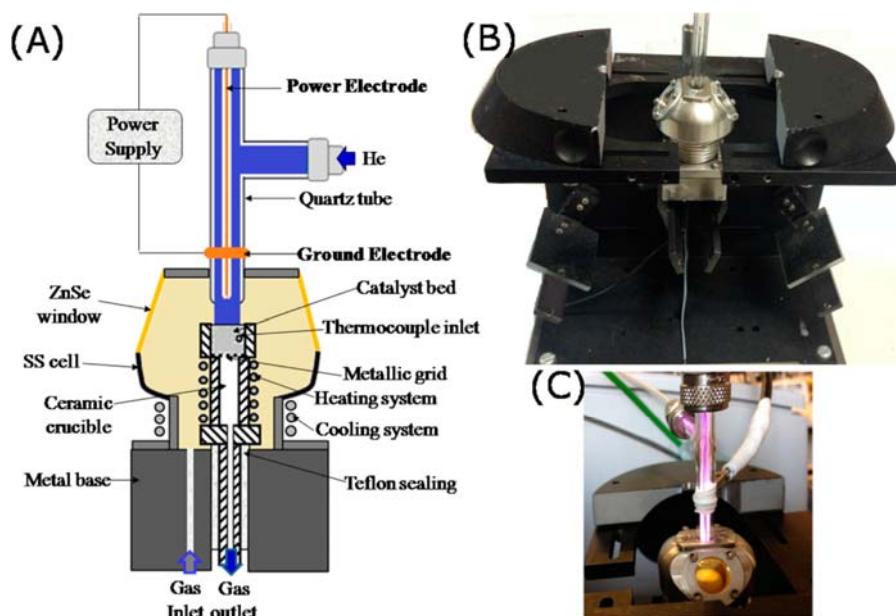 (A)
Power Electrode
Power
Supply
He
Quartz tube
Ground Electrode
ZnSe
window
Catalyst bed
Thermocouple inlet
SS cell
Metallic grid
Ceramic
crucible
Heating system
Cooling system
Metal base
Teflon sealing
Gas
Inlet
Gas
outlet
(B)
(C)